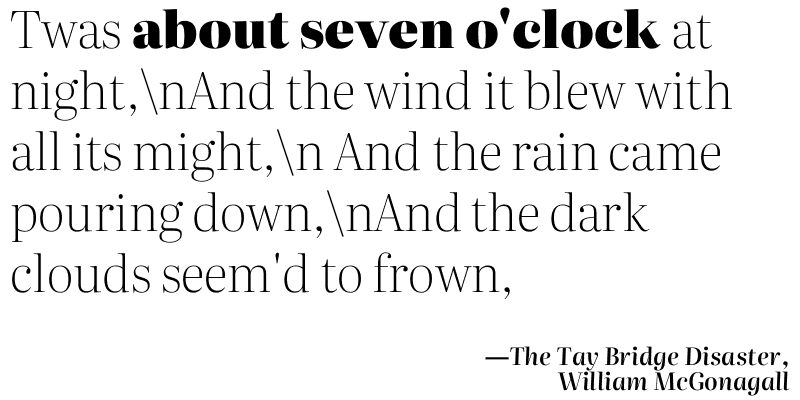 Twas about seven o'clock at
night,\nAnd the wind it blew with
all its might,\n And the rain came
pouring down,\nAnd the dark
clouds seem'd to frown,
—The Tay Bridge Disaster,
William McGonagall